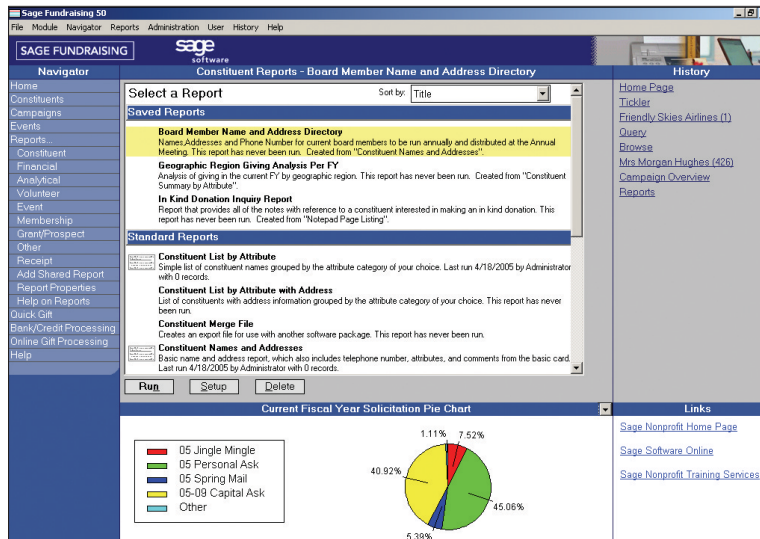 Sage Fundraising 50
File Module Navigator Reports Administration User History Help
SAGE FUNDRAISING
sage
software
Navigator
Home
Constituents
Campaigns
Events
Reports...
Constituent
Financial
Analytical
Volunteer
Event
Membership
Grant/Prospect
Other
Receipt
Add Shared Report
Report Properties
Help on Reports
Quick Gift
Bank/Credit Processing
Online Gift Processing
Help
Constituent Reports - Board Member Name and Address Directory
Select a Report
Sort by: Title
Saved Reports
Board Member Name and Address Directory
Names,Addresses and Phone Number for current board members to be run annually and distributed at the Annual
Meeting. This report has never been run. Created from "Constituent Names and Addresses".
Geographic Region Giving Analysis Per FY
Analysis of giving in the current FY by geographic region. This report has never been run. Created from "Constituent
Summary by Attribute".
In Kind Donation Inquiry Report
Report that provides all of the notes with reference to a constituent interested in making an in kind donation. This
report has never been run. Created from "Notepad Page Listing".
Standard Reports
Constituent List by Attribute
Simple list of constituent names grouped by the attribute category of your choice. Last run 4/18/2005 by Administrator
with 0 records.
Constituent List by Attribute with Address
List of constituents with address information grouped by the attribute category of your choice. This report has never
been run.
Constituent Merge File
Creates an export file for use with another software package. This report has never been run.
Constituent Names and Addresses
Basic name and address report, which also includes telephone number, attributes, and comments from the basic card.
Last run 4/18/2005 by Administrator with 0 records.
Run Setup Delete
History
Home Page
Tickler
Friendly Skies Airlines (1)
Query
Browse
Mrs Morgan Hughes (426)
Campaign Overview
Reports
Current Fiscal Year Solicitation Pie Chart
05 Jingle Mingle
05 Personal Ask
05 Spring Mail
05-09 Capital Ask
Other
1.11% 7.52%
40.92%
45.06%
5.39%
Links
Sage Nonprofit Home Page
Sage Software Online
Sage Nonprofit Training Services